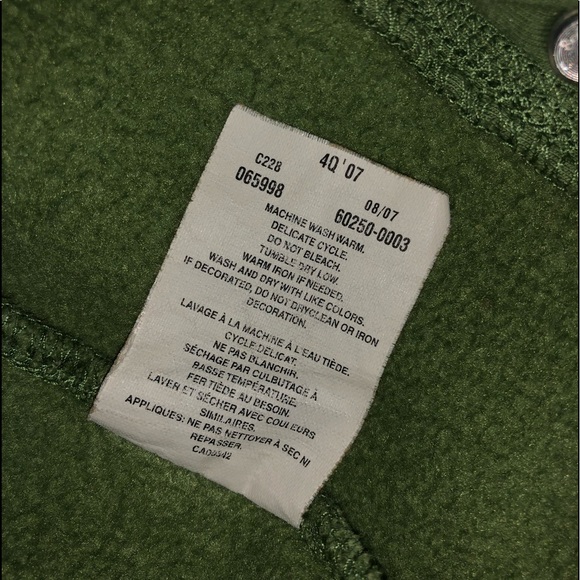 C228 4Q '07
065998 08/07
60250-0003
MACHINE WASH WARM.
DELICATE CYCLE.
DO NOT BLEACH.
TUMBLE DRY LOW.
WARM IRON IF NEEDED.
WASH AND DRY WITH LIKE COLORS.
IF DECORATED, DO NOT DRYCLEAN OR IRON
DECORATION.
LAVAGE À LA MACHINE À L'EAU TIÈDE.
CYCLE DÉLICAT.
NE PAS BLANCHIR.
SÉCHAGE PAR CULBUTAGE À
BASSE TEMPÉRATURE.
FER TIÈDE AU BESOIN.
LAVER ET SÉCHER AVEC COULEURS
SIMILAIRES.
APPLIQUES: NE PAS NETTOYER À SEC NI
REPASSER.